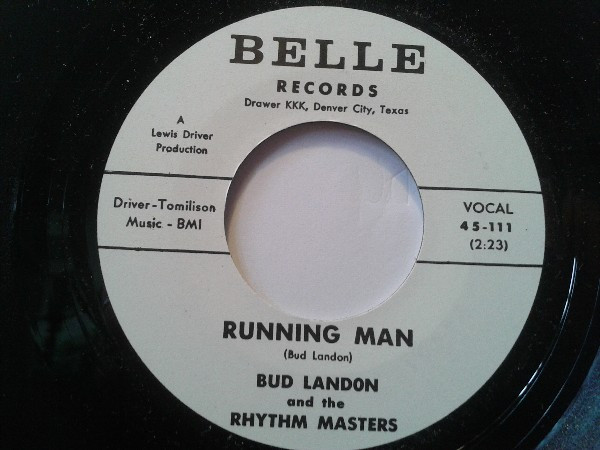 BELLE
RECORDS
Drawer KKK, Denver City, Texas
A
Lewis Driver
Production
Driver-Tomilison
Music - BMI
VOCAL
45-111
(2:23)
RUNNING MAN
(Bud Landon)
BUD LANDON
and the
RHYTHM MASTERS